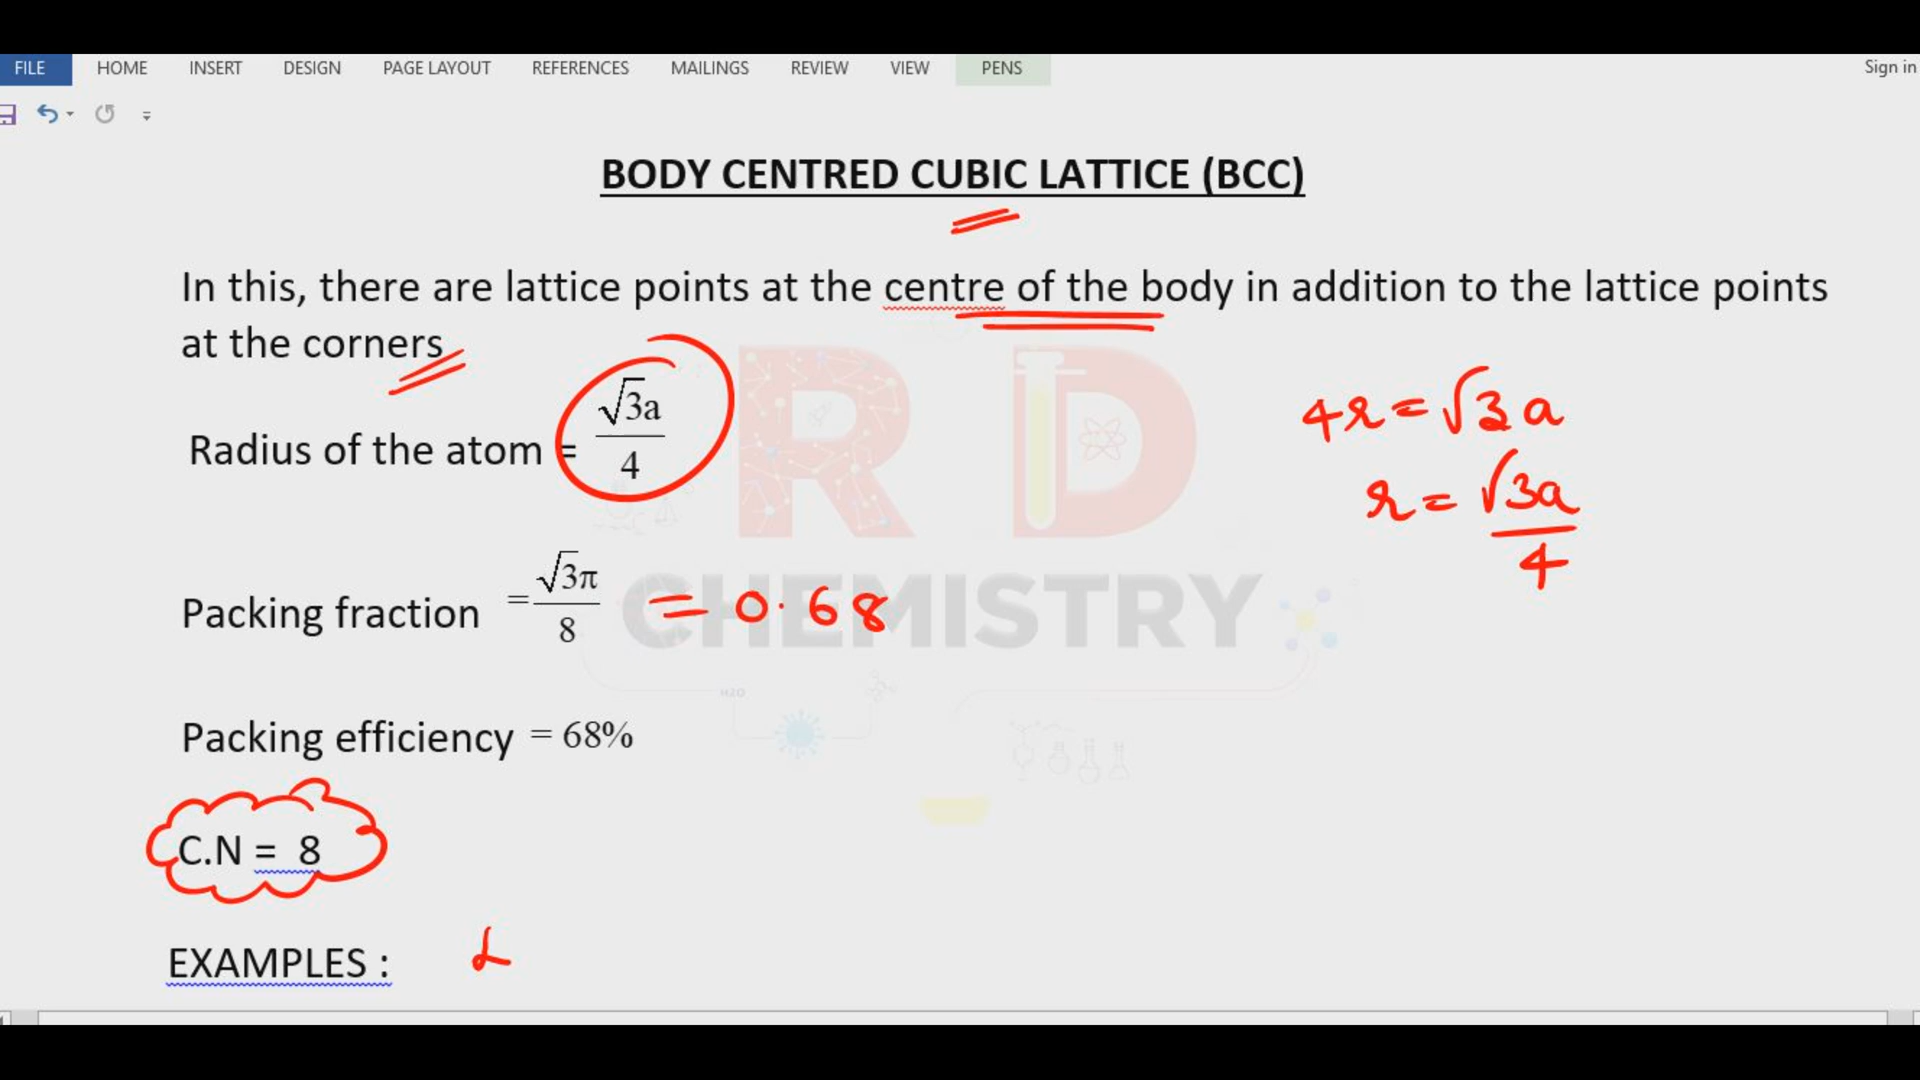 FILE HOME INSERT DESIGN PAGE LAYOUT REFERENCES MAILINGS REVIEW VIEW PENS Sign in
BODY CENTRED CUBIC LATTICE (BCC)
In this, there are lattice points at the centre of the body in addition to the lattice points
at the corners
Radius of the atom = √3a/4
4r = √3 a
r = √3a/4
RD
CHEMISTRY
Packing fraction = √3π/8 = 0.68
H2O
Packing efficiency = 68%
C.N = 8
EXAMPLES : L